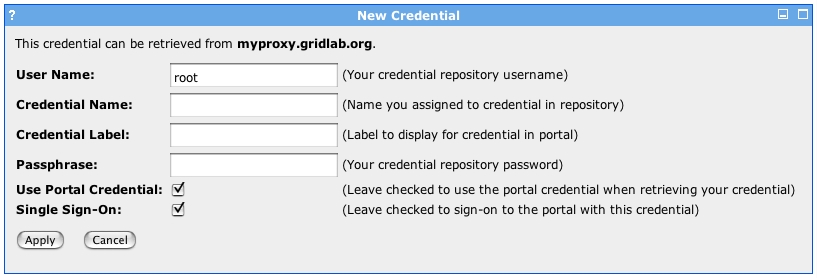 ? New Credential
This credential can be retrieved from myproxy.gridlab.org.
User Name: root (Your credential repository username)
Credential Name: (Name you assigned to credential in repository)
Credential Label: (Label to display for credential in portal)
Passphrase: (Your credential repository password)
Use Portal Credential: (Leave checked to use the portal credential when retrieving your credential)
Single Sign-On: (Leave checked to sign-on to the portal with this credential)
Apply Cancel